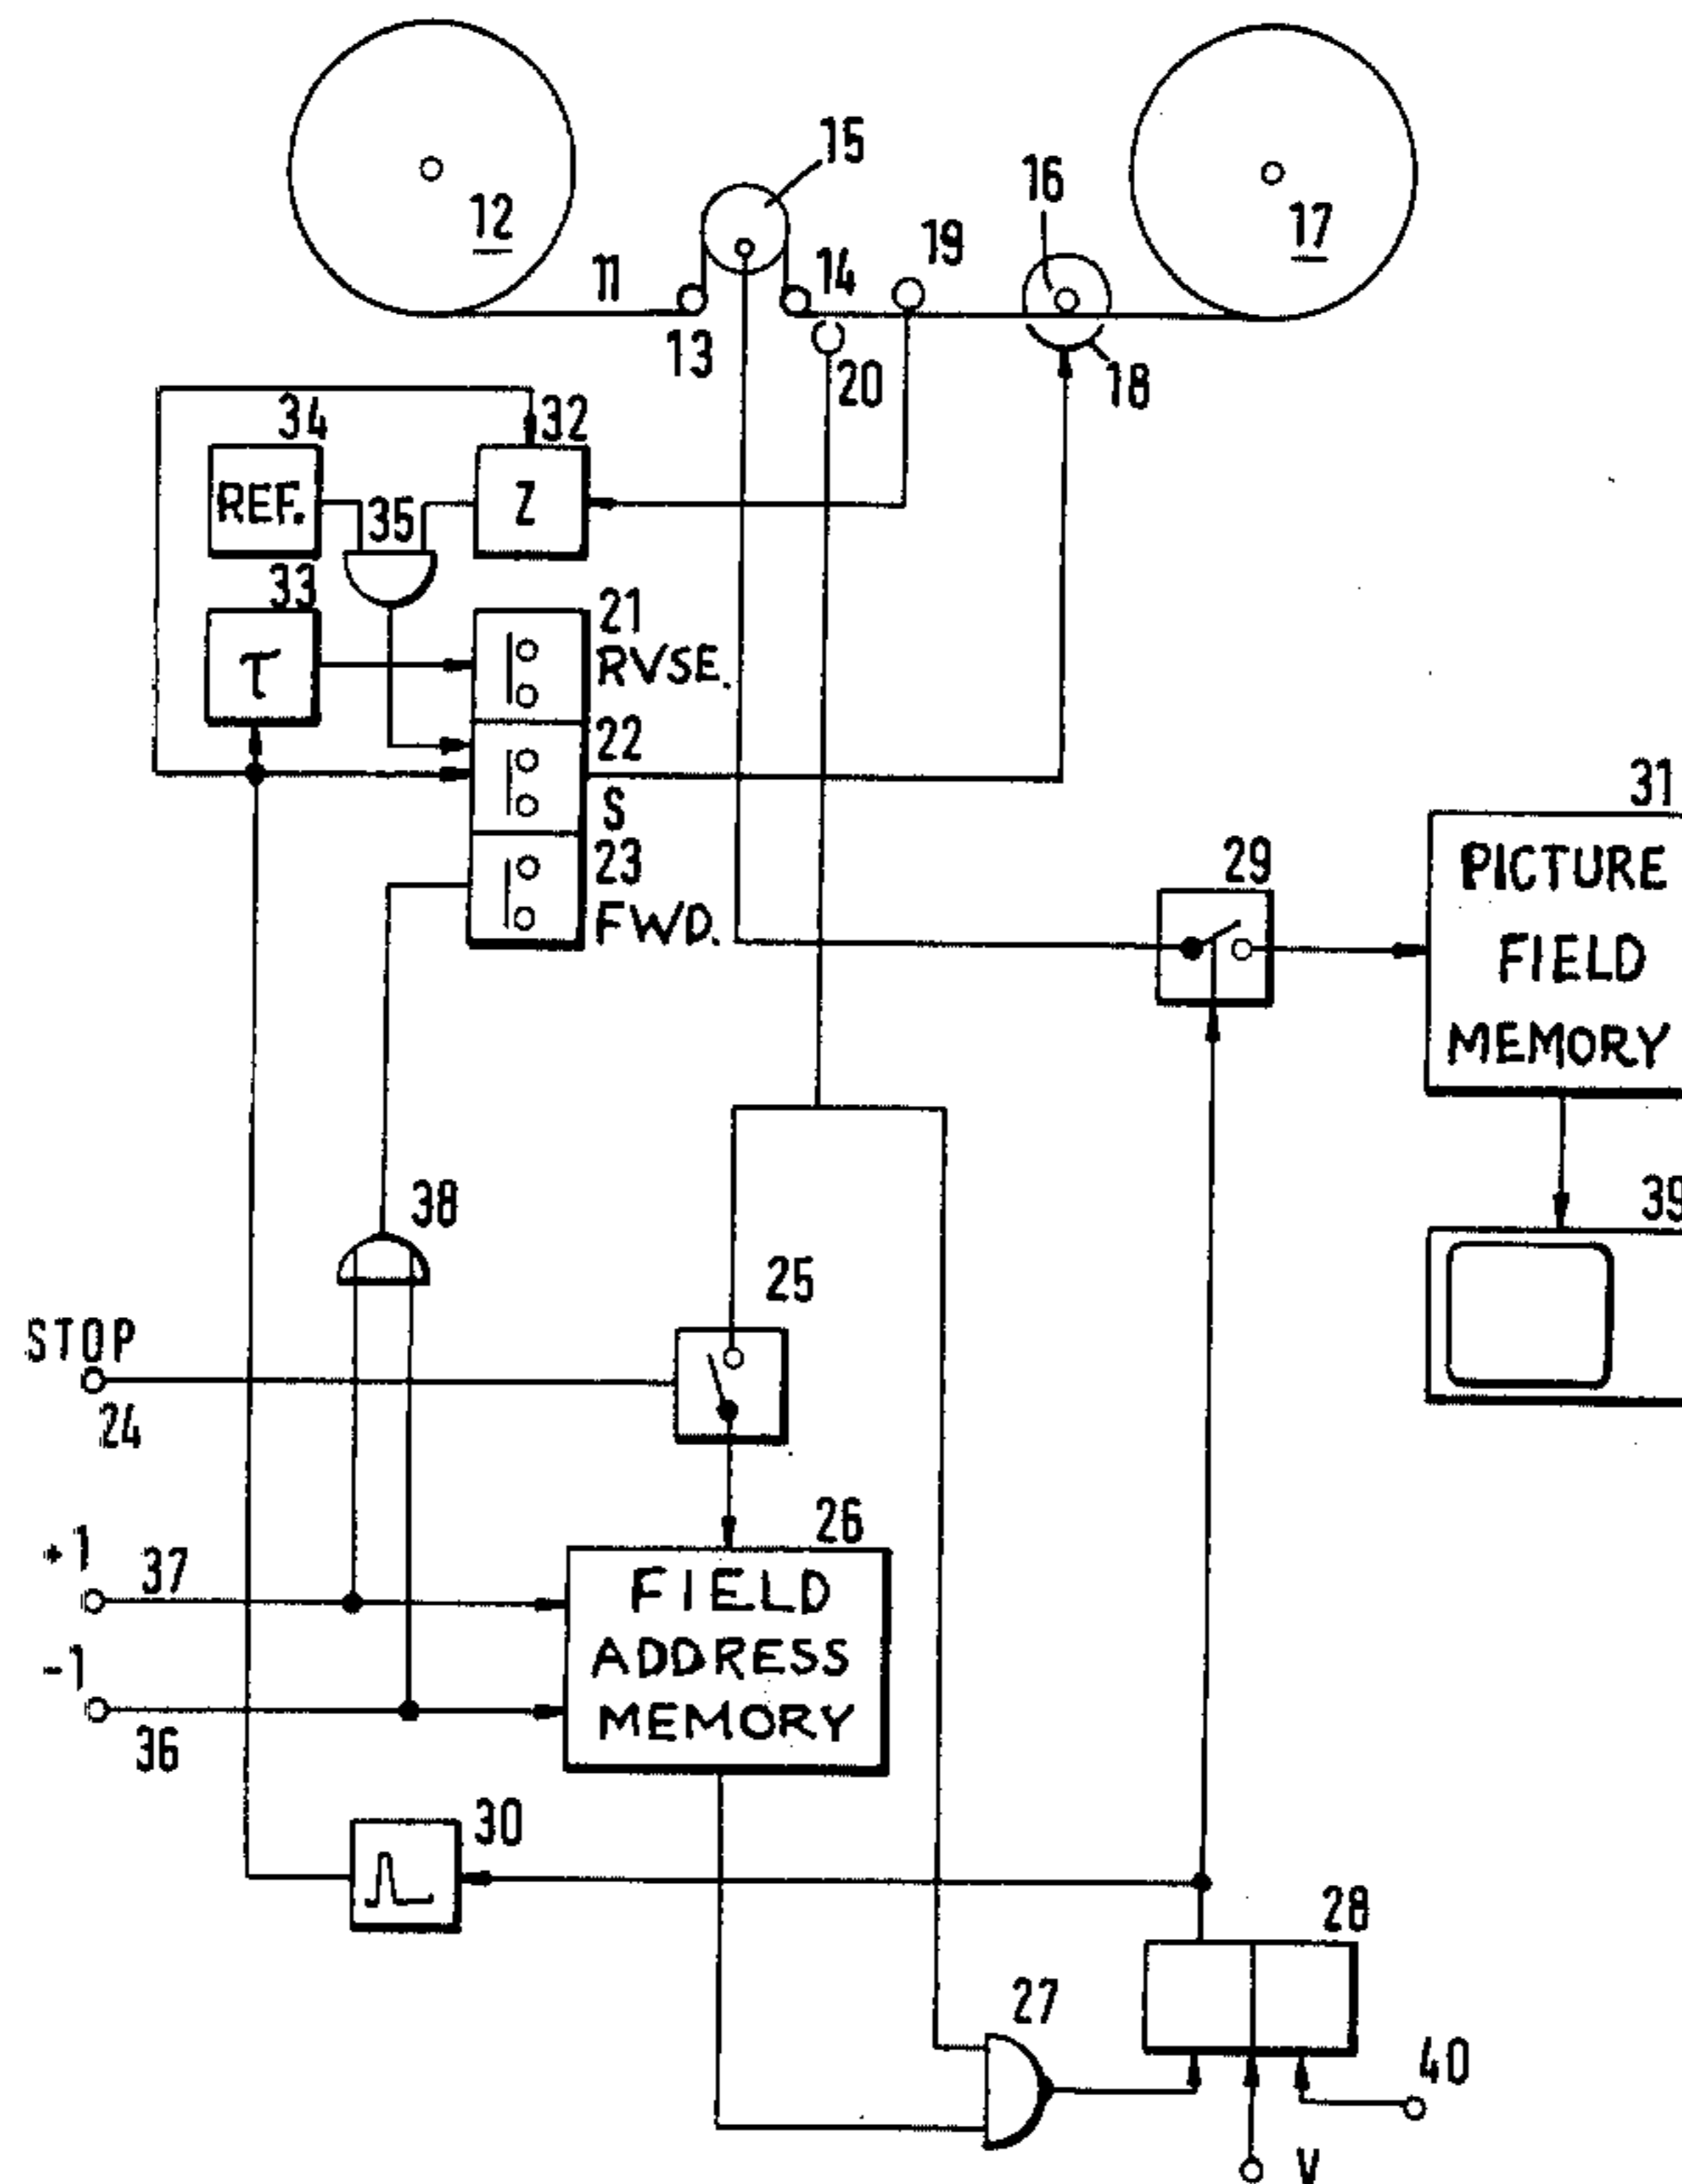 15
16
12
17
19
11
14
13
20
18
34
32
REF.
35
Z
33
21
τ
RVSE.
22
S
31
23
29
PICTURE
FWD.
FIELD
MEMORY
38
39
25
STOP
24
26
+1
37
FIELD
ADDRESS
-1
MEMORY
36
30
28
27
40
V